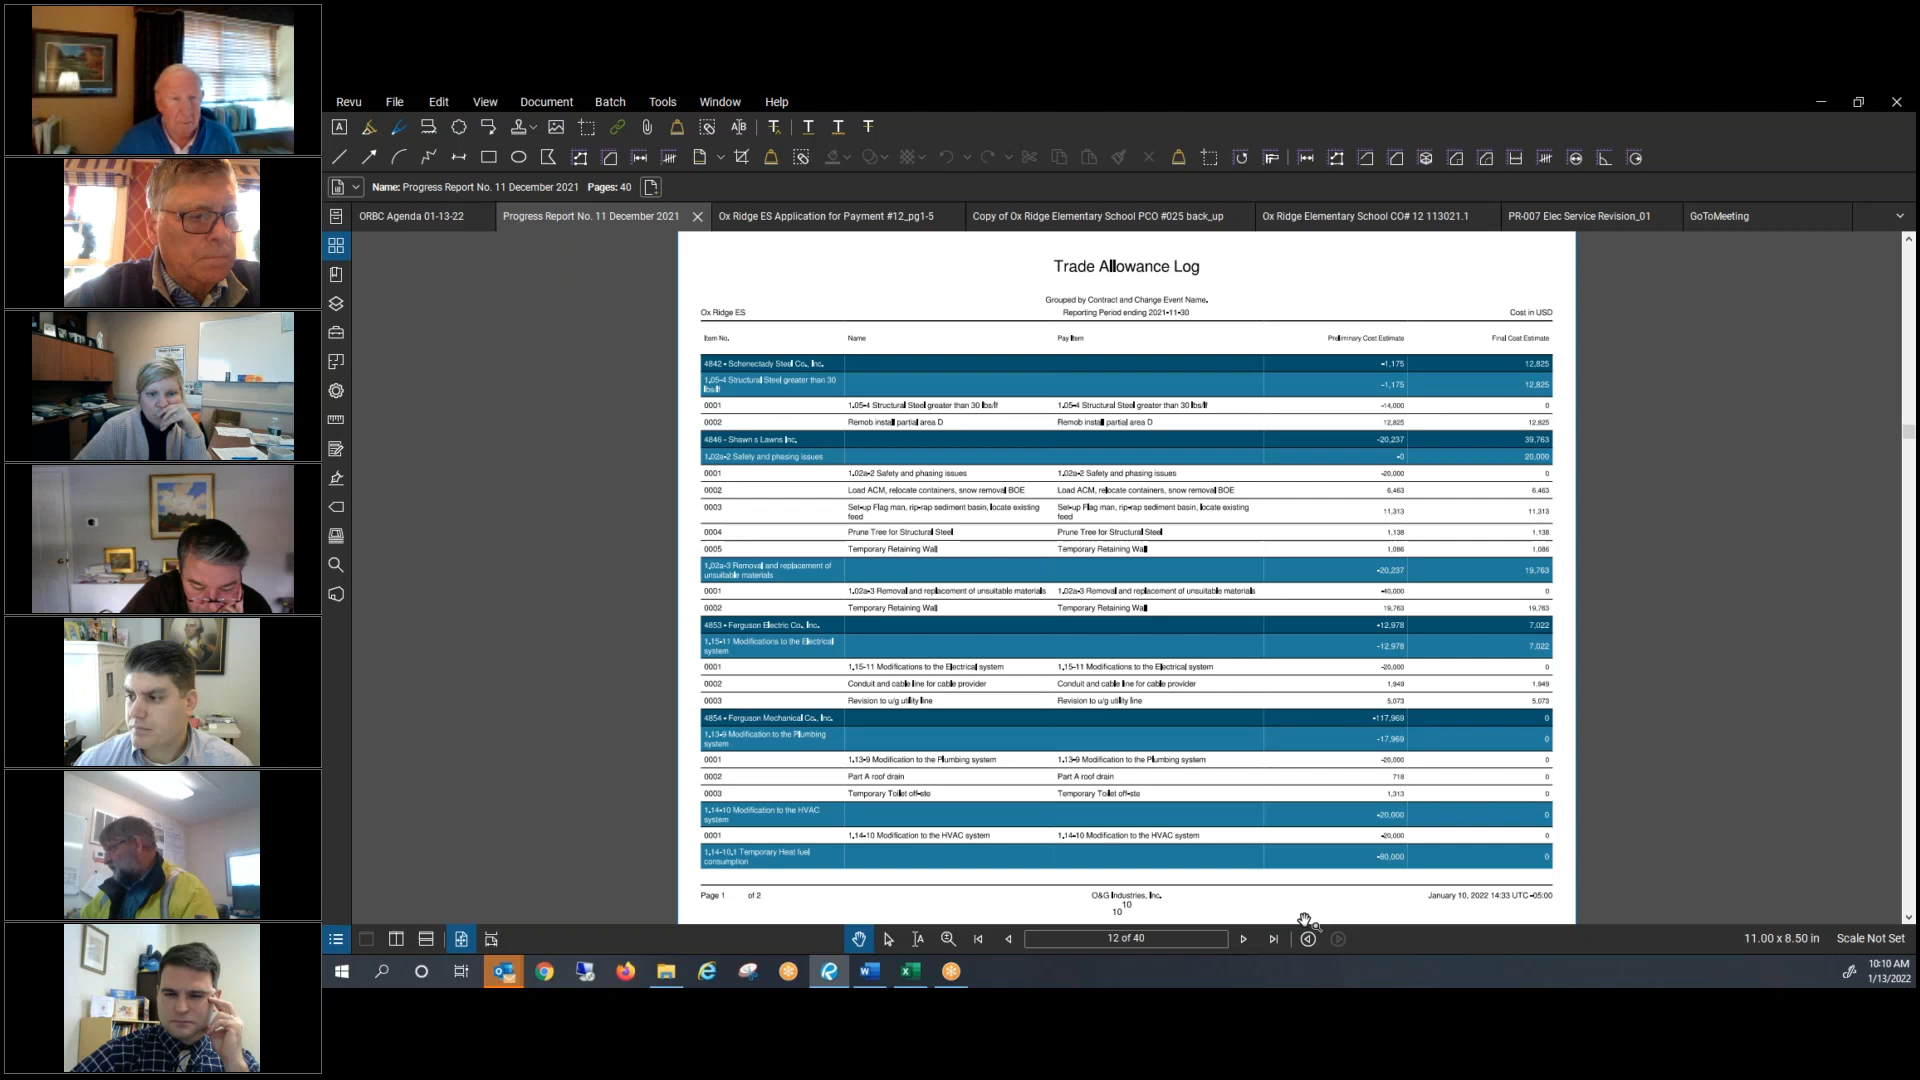 Revu File Edit View Document Batch Tools Window Help
Name: Progress Report No. 11 December 2021 Pages: 40
ORBC Agenda 01-13-22 Progress Report No. 11 December 2021 Ox Ridge ES Application for Payment #12_pg1-5 Copy of Ox Ridge Elementary School PCO #025 back_up Ox Ridge Elementary School CO# 12 113021.1 PR-007 Elec Service Revision_01 GoToMeeting
Trade Allowance Log
Grouped by Contract and Change Event Name.
Ox Ridge ES Reporting Period ending 2021-11-30 Cost in USD
Item No. Name Pay Item Preliminary Cost Estimate Final Cost Estimate
4842 - Schenectady Steel Co., Inc. -1,175 12,825
1.05-4 Structural Steel greater than 30 -1,175 12,825
lbs/lf
0001 1.05-4 Structural Steel greater than 30 lbs/lf 1.05-4 Structural Steel greater than 30 lbs/lf -14,000 0
0002 Remob install partial area D Remob install partial area D 12,825 12,825
4846 - Shawn s Lawns Inc. -20,237 39,763
1.02a-2 Safety and phasing issues -0 20,000
0001 1.02a-2 Safety and phasing issues 1.02a-2 Safety and phasing issues -20,000 0
0002 Load ACM, relocate containers, snow removal BOE Load ACM, relocate containers, snow removal BOE 6,463 6,463
0003 Set-up Flag man, rip-rap sediment basin, locate existing Set-up Flag man, rip-rap sediment basin, locate existing 11,313 11,313
feed feed
0004 Prune Tree for Structural Steel Prune Tree for Structural Steel 1,138 1,138
0005 Temporary Retaining Wall Temporary Retaining Wall 1,086 1,086
1.02a-3 Removal and replacement of -20,237 19,763
unsuitable materials
0001 1.02a-3 Removal and replacement of unsuitable materials 1.02a-3 Removal and replacement of unsuitable materials -40,000 0
0002 Temporary Retaining Wall Temporary Retaining Wall 19,763 19,763
4853 - Ferguson Electric Co., Inc. -12,978 7,022
1.15-11 Modifications to the Electrical -12,978 7,022
system
0001 1.15-11 Modifications to the Electrical system 1.15-11 Modifications to the Electrical system -20,000 0
0002 Conduit and cable line for cable provider Conduit and cable line for cable provider 1,949 1,949
0003 Revision to u/g utility line Revision to u/g utility line 5,073 5,073
4854 - Ferguson Mechanical Co., Inc. -117,969 0
1.13-9 Modification to the Plumbing -17,969 0
system
0001 1.13-9 Modification to the Plumbing system 1.13-9 Modification to the Plumbing system -20,000 0
0002 Part A roof drain Part A roof drain 718 0
0003 Temporary Toilet off-ste Temporary Toilet off-ste 1,313 0
1.14-10 Modification to the HVAC -20,000 0
system
0001 1.14-10 Modification to the HVAC system 1.14-10 Modification to the HVAC system -20,000 0
1.14-10.1 Temporary Heat fuel -80,000 0
consumption
Page 1 of 2 O&G Industries, Inc. January 10, 2022 14:33 UTC -05:00
10
10
12 of 40 11.00 x 8.50 in Scale Not Set
10:10 AM
1/13/2022